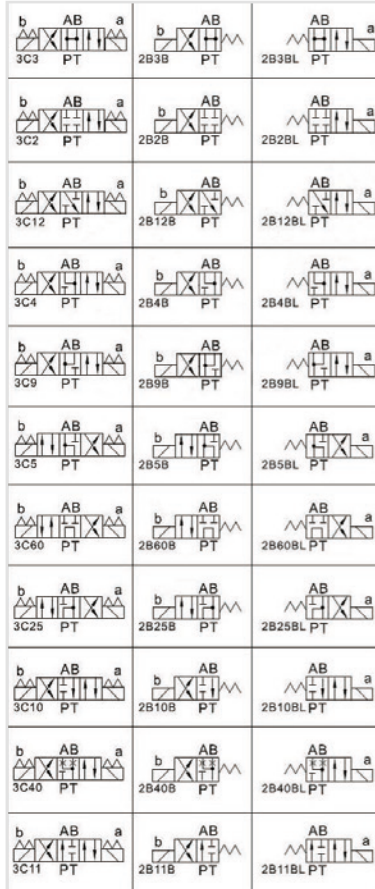 b AB a b AB AB a
3C3 PT 2B3B PT 2B3BL PT
b AB a b AB AB a
3C2 PT 2B2B PT 2B2BL PT
b AB a b AB AB a
3C12 PT 2B12B PT 2B12BL PT
b AB a b AB AB a
3C4 PT 2B4B PT 2B4BL PT
b AB a b AB AB a
3C9 PT 2B9B PT 2B9BL PT
b AB a b AB AB a
3C5 PT 2B5B PT 2B5BL PT
b AB a b AB AB a
3C60 PT 2B60B PT 2B60BL PT
b AB a b AB AB a
3C25 PT 2B25B PT 2B25BL PT
b AB a b AB AB a
3C10 PT 2B10B PT 2B10BL PT
b AB a b AB AB a
3C40 PT 2B40B PT 2B40BL PT
b AB a b AB AB a
3C11 PT 2B11B PT 2B11BL PT